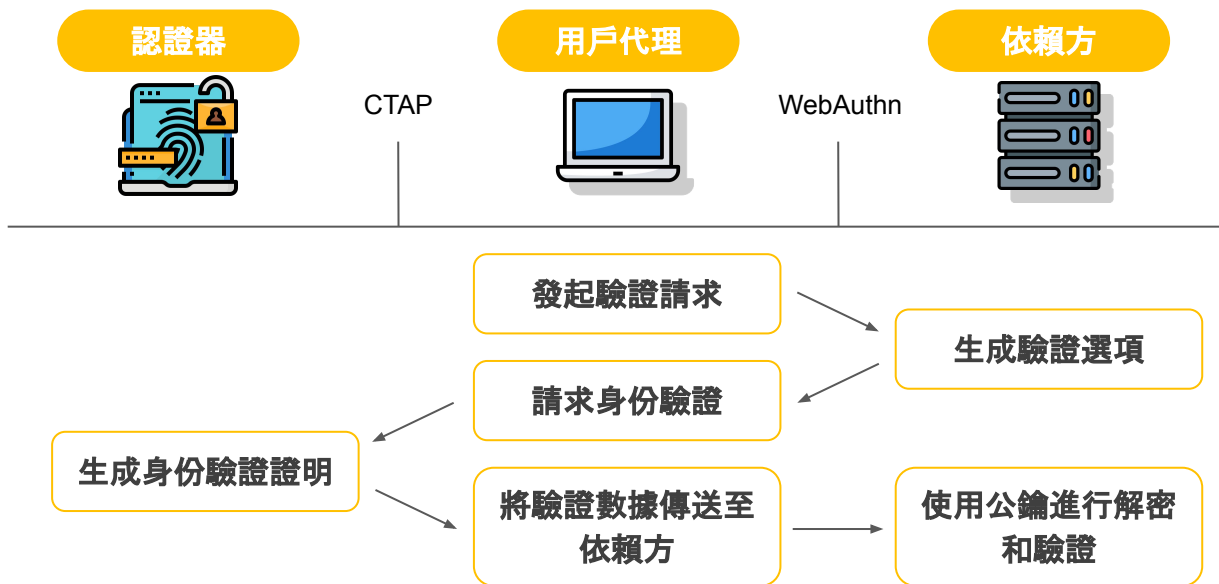 認證器
用戶代理
依賴方
CTAP
WebAuthn
發起驗證請求
生成驗證選項
請求身份驗證
生成身份驗證證明
將驗證數據傳送至
依賴方
使用公鑰進行解密
和驗證